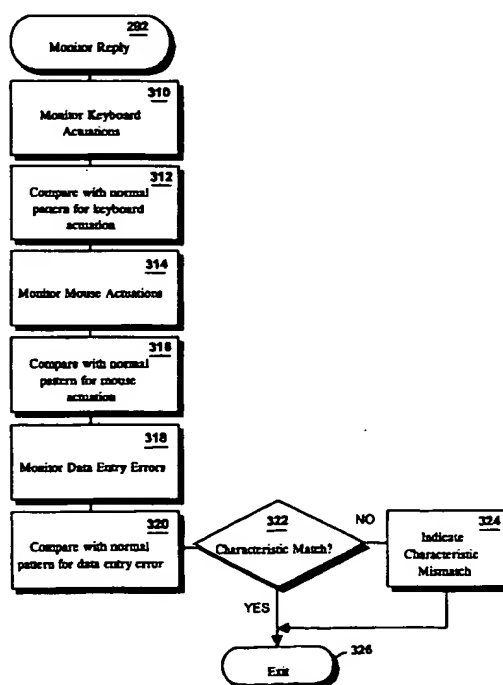 292
Monitor Reply
310
Monitor Keyboard
Actuations
312
Compare with normal
pattern for keyboard
actuation
314
Monitor Mouse Actuations
316
Compare with normal
pattern for mouse
actuation
318
Monitor Data Entry Errors
320
Compare with normal
pattern for data entry error
322
Characteristic Match?
NO
YES
324
Indicate
Characteristic
Mismatch
326
Exit